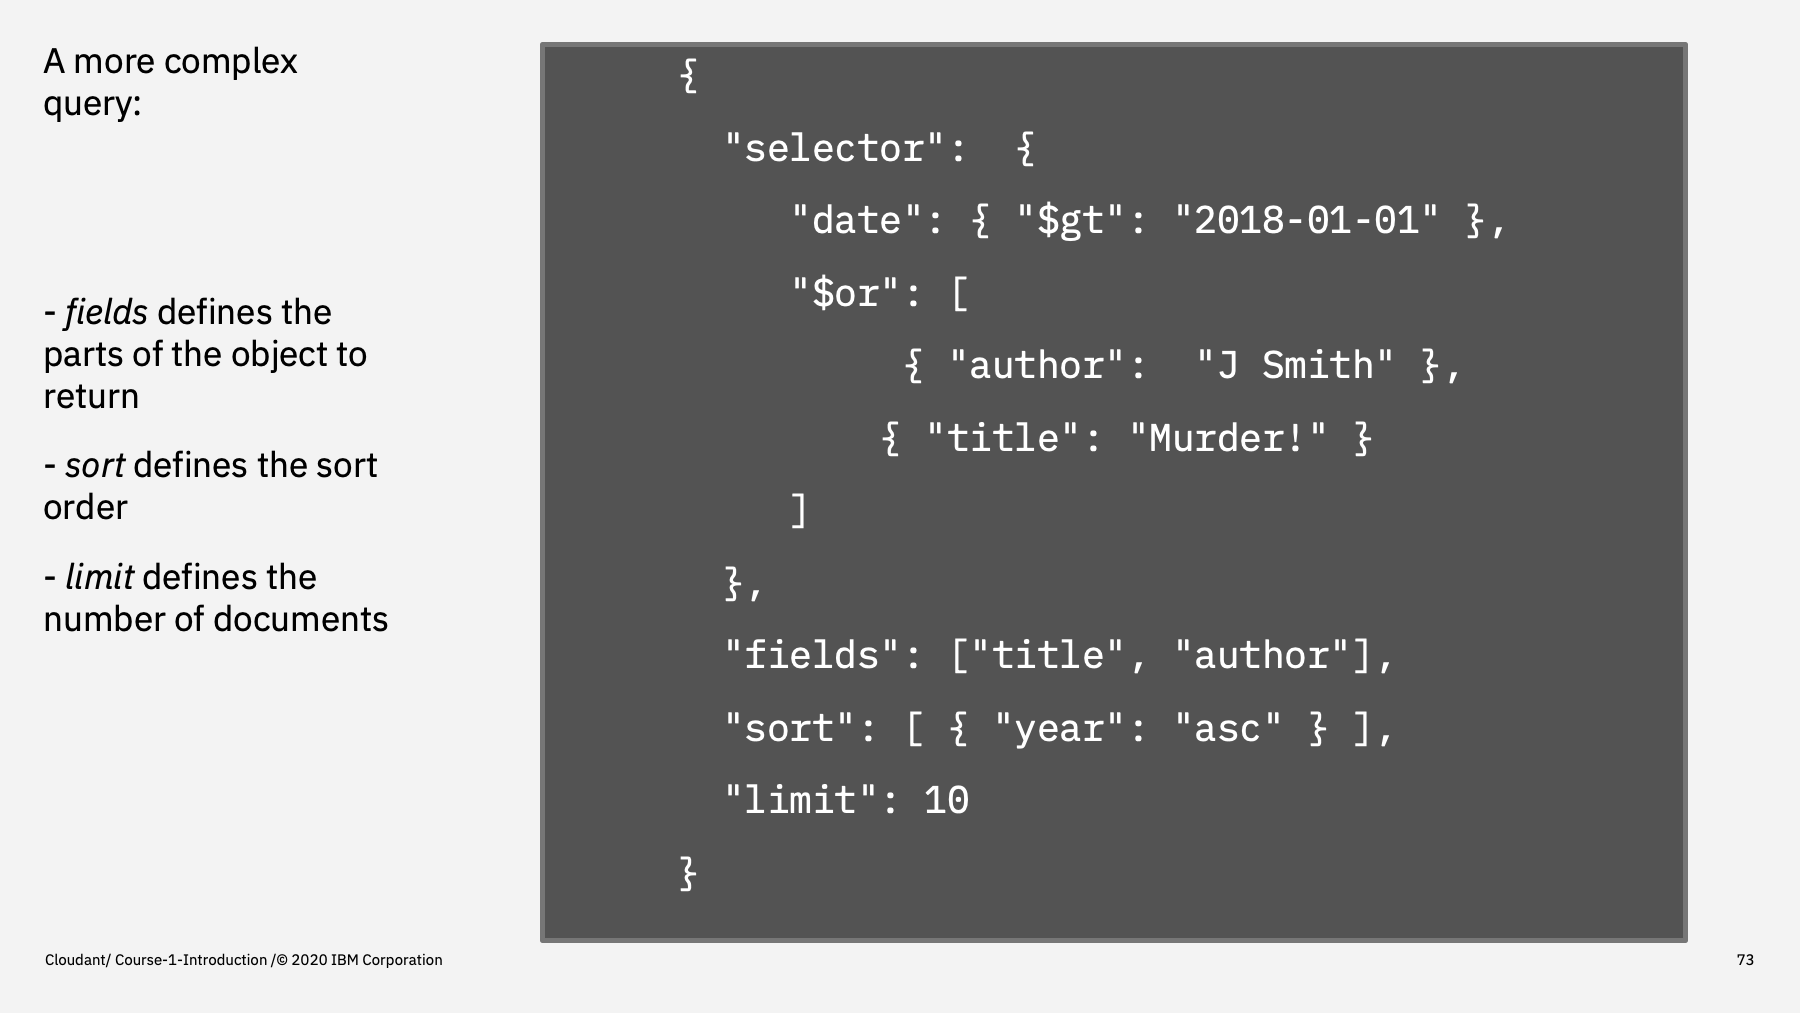 A more complex
query:
- fields defines the
parts of the object to
return
- sort defines the sort
order
- limit defines the
number of documents
{
"selector":  {
"date": { "$gt": "2018-01-01" },
"$or": [
{ "author":  "J Smith" },
{ "title": "Murder!" }
]
},
"fields": ["title", "author"],
"sort": [ { "year": "asc" } ],
"limit": 10
}
Cloudant/ Course-1-Introduction /© 2020 IBM Corporation
73